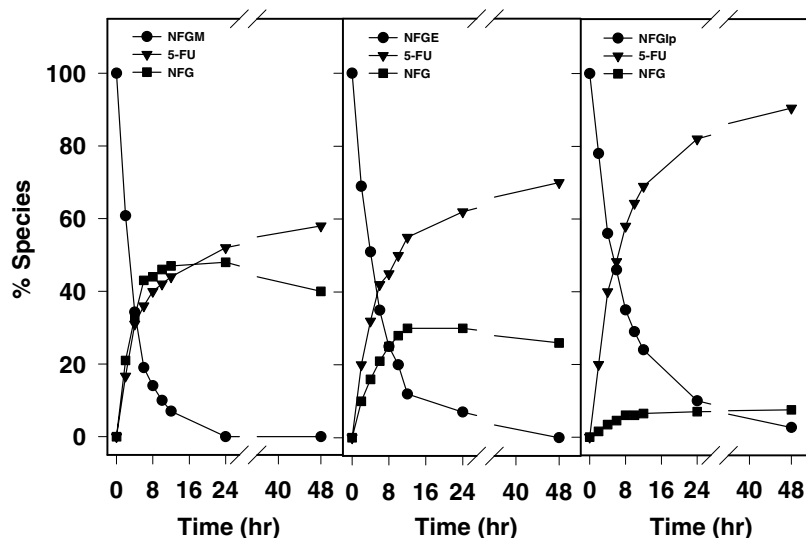 NFGM
5-FU
NFG
NFGE
5-FU
NFG
NFGIp
5-FU
NFG
% Species
100
80
60
40
20
0
0 8 16 24 40 48
0 8 16 24 40 48
0 8 16 24 40 48
Time (hr)
Time (hr)
Time (hr)